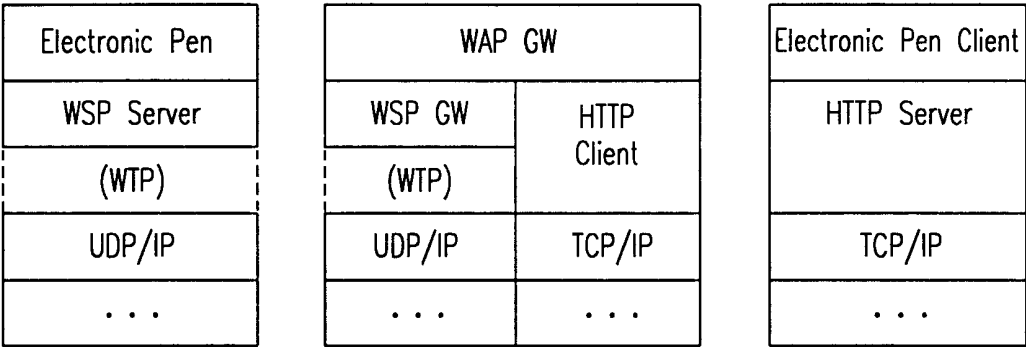 Electronic Pen
WSP Server
(WTP)
UDP/IP
. . .
WAP GW
WSP GW
(WTP)
UDP/IP
. . .
HTTP
Client
TCP/IP
. . .
Electronic Pen Client
HTTP Server
TCP/IP
. . .